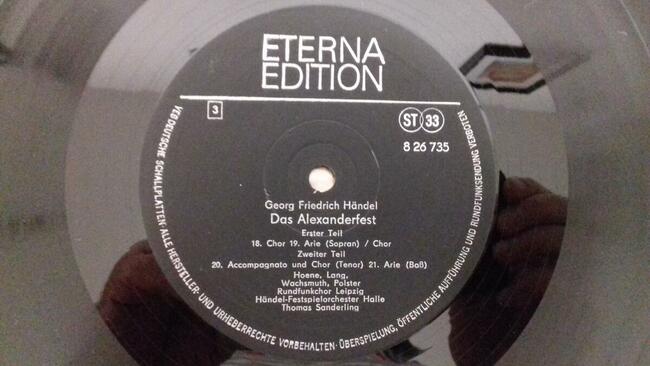 ETERNA
EDITION
3
ST 33
8 26 735
Georg Friedrich Händel
Das Alexanderfest
Erster Teil
18. Chor 19. Arie (Sopran) / Chor
Zweiter Teil
20. Accompagnato und Chor (Tenor) 21. Arie (Baß)
Hoene, Lang,
Wachsmuth, Polster
Rundfunkchor Leipzig
Händel-Festspielorchester Halle
Thomas Sanderling
VEB DEUTSCHE SCHALLPLATTEN · ALLE HERSTELLER- UND URHEBERRECHTE VORBEHALTEN · ÜBERSPIELUNG, ÖFFENTLICHE AUFFÜHRUNG UND RUNDFUNKSENDUNG VERBOTEN